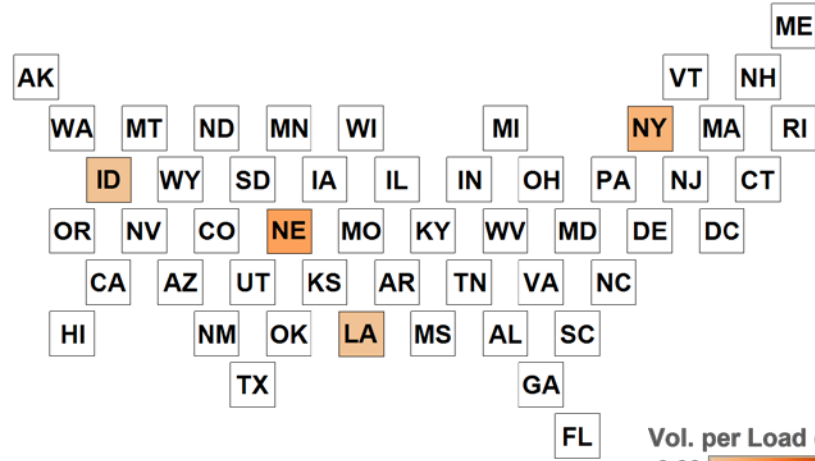 ME
AK VT NH
WA MT ND MN WI MI NY MA RI
ID WY SD IA IL IN OH PA NJ CT
OR NV CO NE MO KY WV MD DE DC
CA AZ UT KS AR TN VA NC
HI NM OK LA MS AL SC
TX GA
FL
Vol. per Load